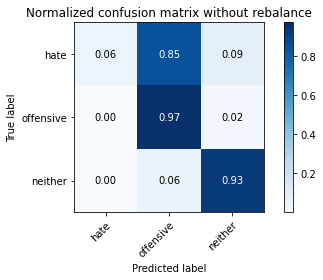 Normalized confusion matrix without rebalance
hate 0.06 0.85 0.09
offensive 0.00 0.97 0.02
neither 0.00 0.06 0.93
True label
hate offensive neither
Predicted label
0.8
0.6
0.4
0.2